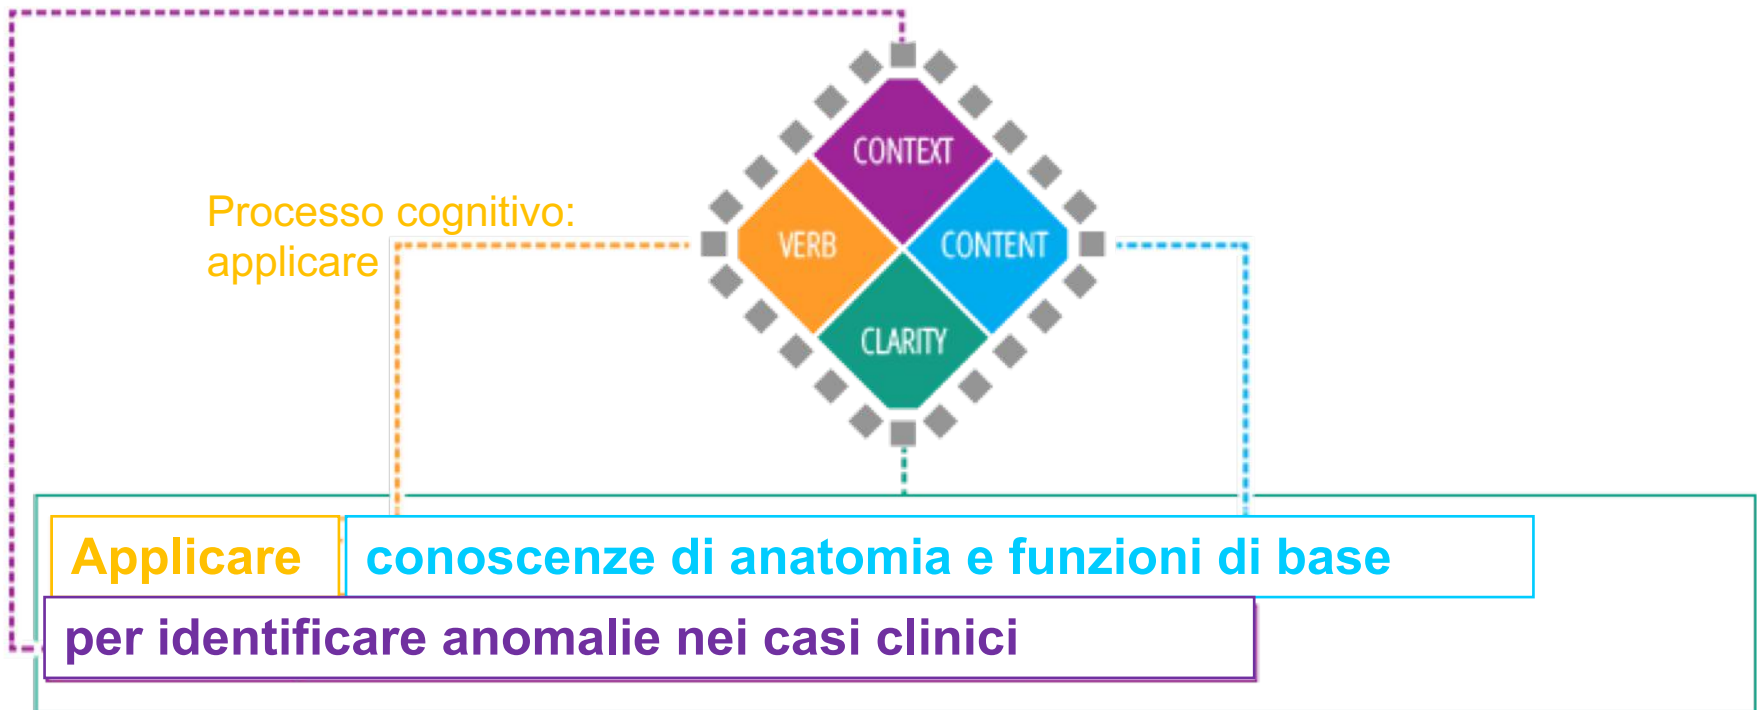 CONTEXT
Processo cognitivo:
applicare
VERB
CONTENT
CLARITY
Applicare conoscenze di anatomia e funzioni di base
per identificare anomalie nei casi clinici